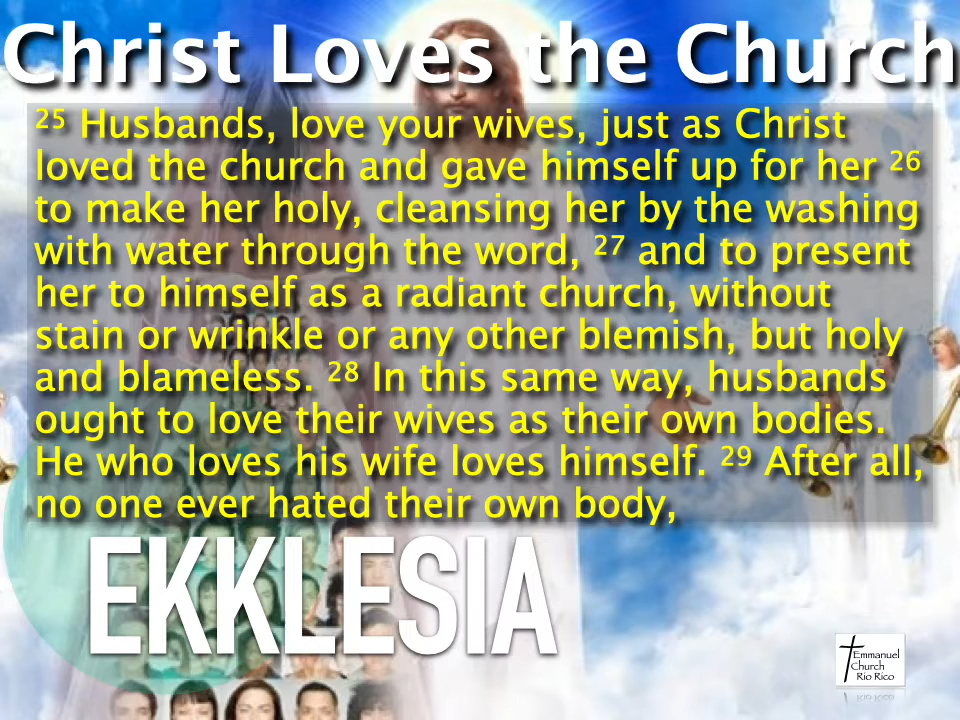 Christ Loves the Church
²⁵ Husbands, love your wives, just as Christ
loved the church and gave himself up for her ²⁶
to make her holy, cleansing her by the washing
with water through the word, ²⁷ and to present
her to himself as a radiant church, without
stain or wrinkle or any other blemish, but holy
and blameless. ²⁸ In this same way, husbands
ought to love their wives as their own bodies.
He who loves his wife loves himself. ²⁹ After all,
no one ever hated their own body,
EKKLESIA
Emmanuel
Church
Rio Rico